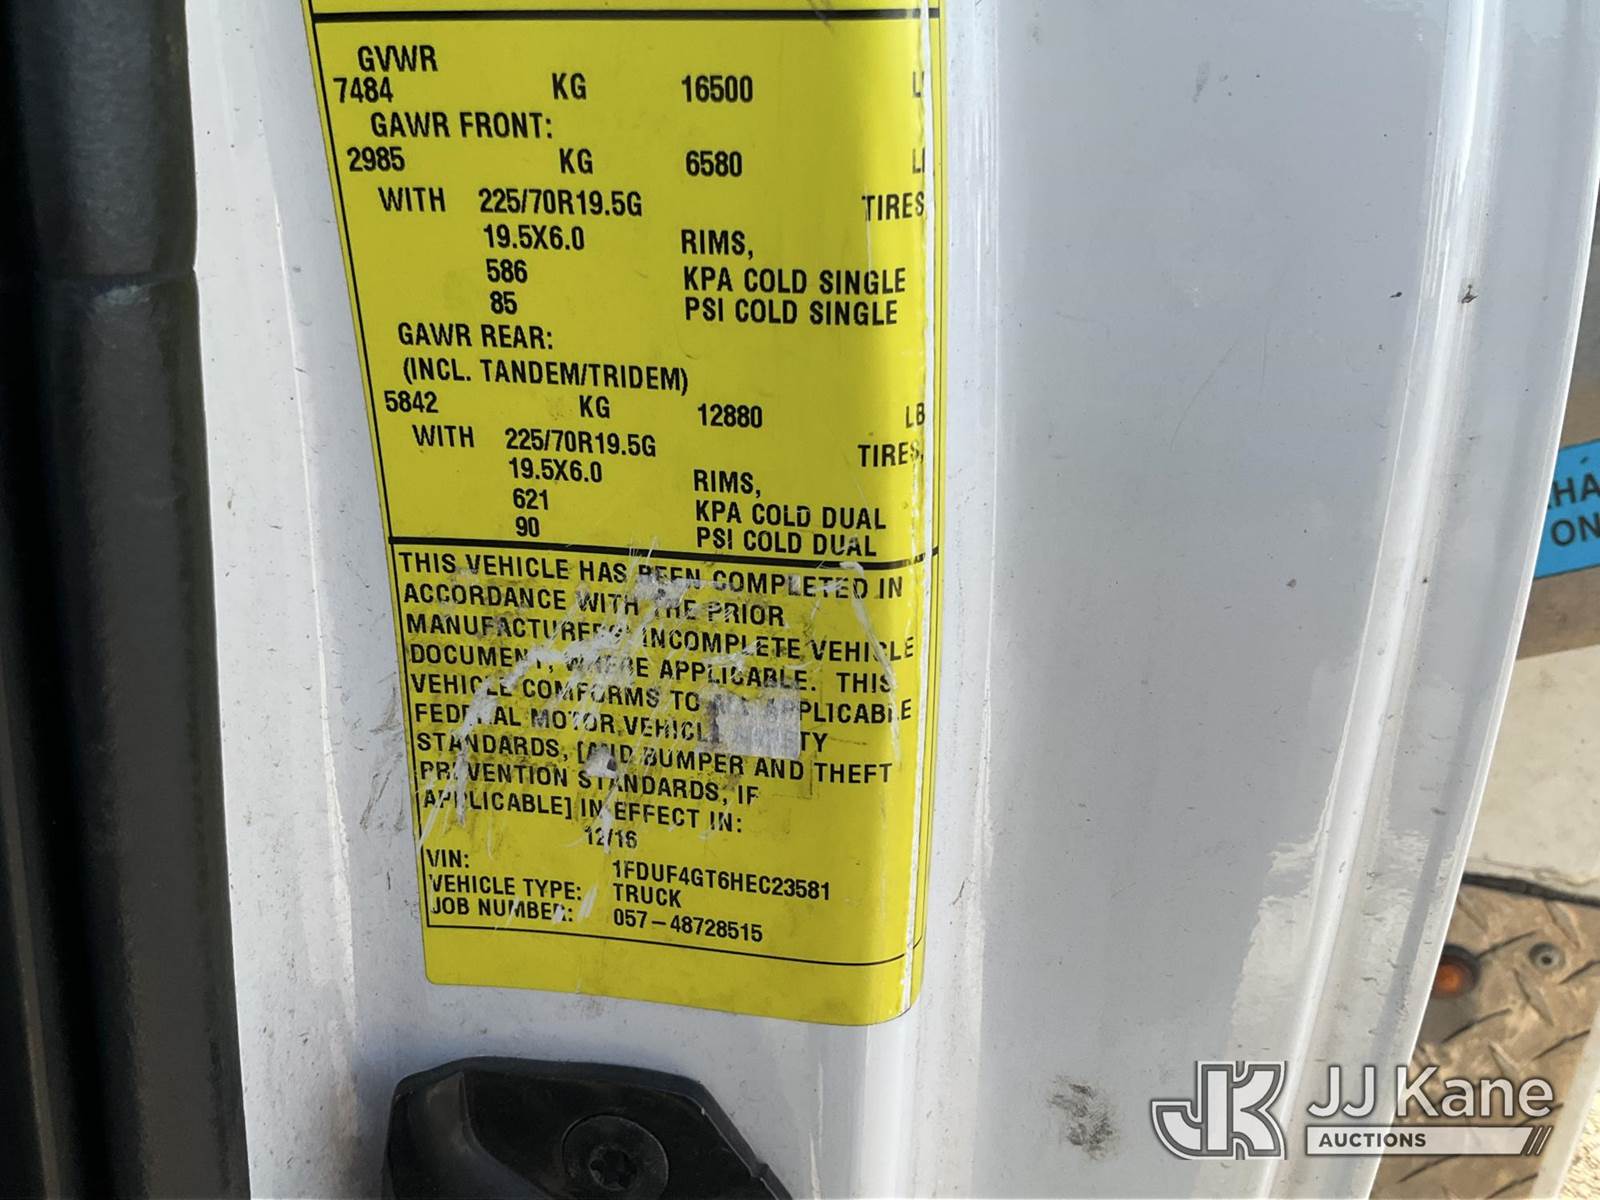 GVWR
7484 KG 16500
GAWR FRONT:
2985 KG 6580
WITH 225/70R19.5G TIRES
19.5X6.0 RIMS,
586 KPA COLD SINGLE
85 PSI COLD SINGLE
GAWR REAR:
(INCL. TANDEM/TRIDEM)
5842 KG 12880 LB
WITH 225/70R19.5G TIRES,
19.5X6.0 RIMS,
621 KPA COLD DUAL
90 PSI COLD DUAL
THIS VEHICLE HAS BEEN COMPLETED IN
ACCORDANCE WITH THE PRIOR
MANUFACTURERS' INCOMPLETE VEHICLE
DOCUMENT, WHERE APPLICABLE. THIS
VEHICLE CONFORMS TO APPLICABLE
FEDERAL MOTOR VEHICLE
STANDARDS, [AND BUMPER AND THEFT
PREVENTION STANDARDS, IF
APPLICABLE] IN EFFECT IN:
12/16
VIN: 1FDUF4GT6HEC23581
VEHICLE TYPE: TRUCK
JOB NUMBER: 057-48728515
HA
ON
JK JJ Kane
AUCTIONS